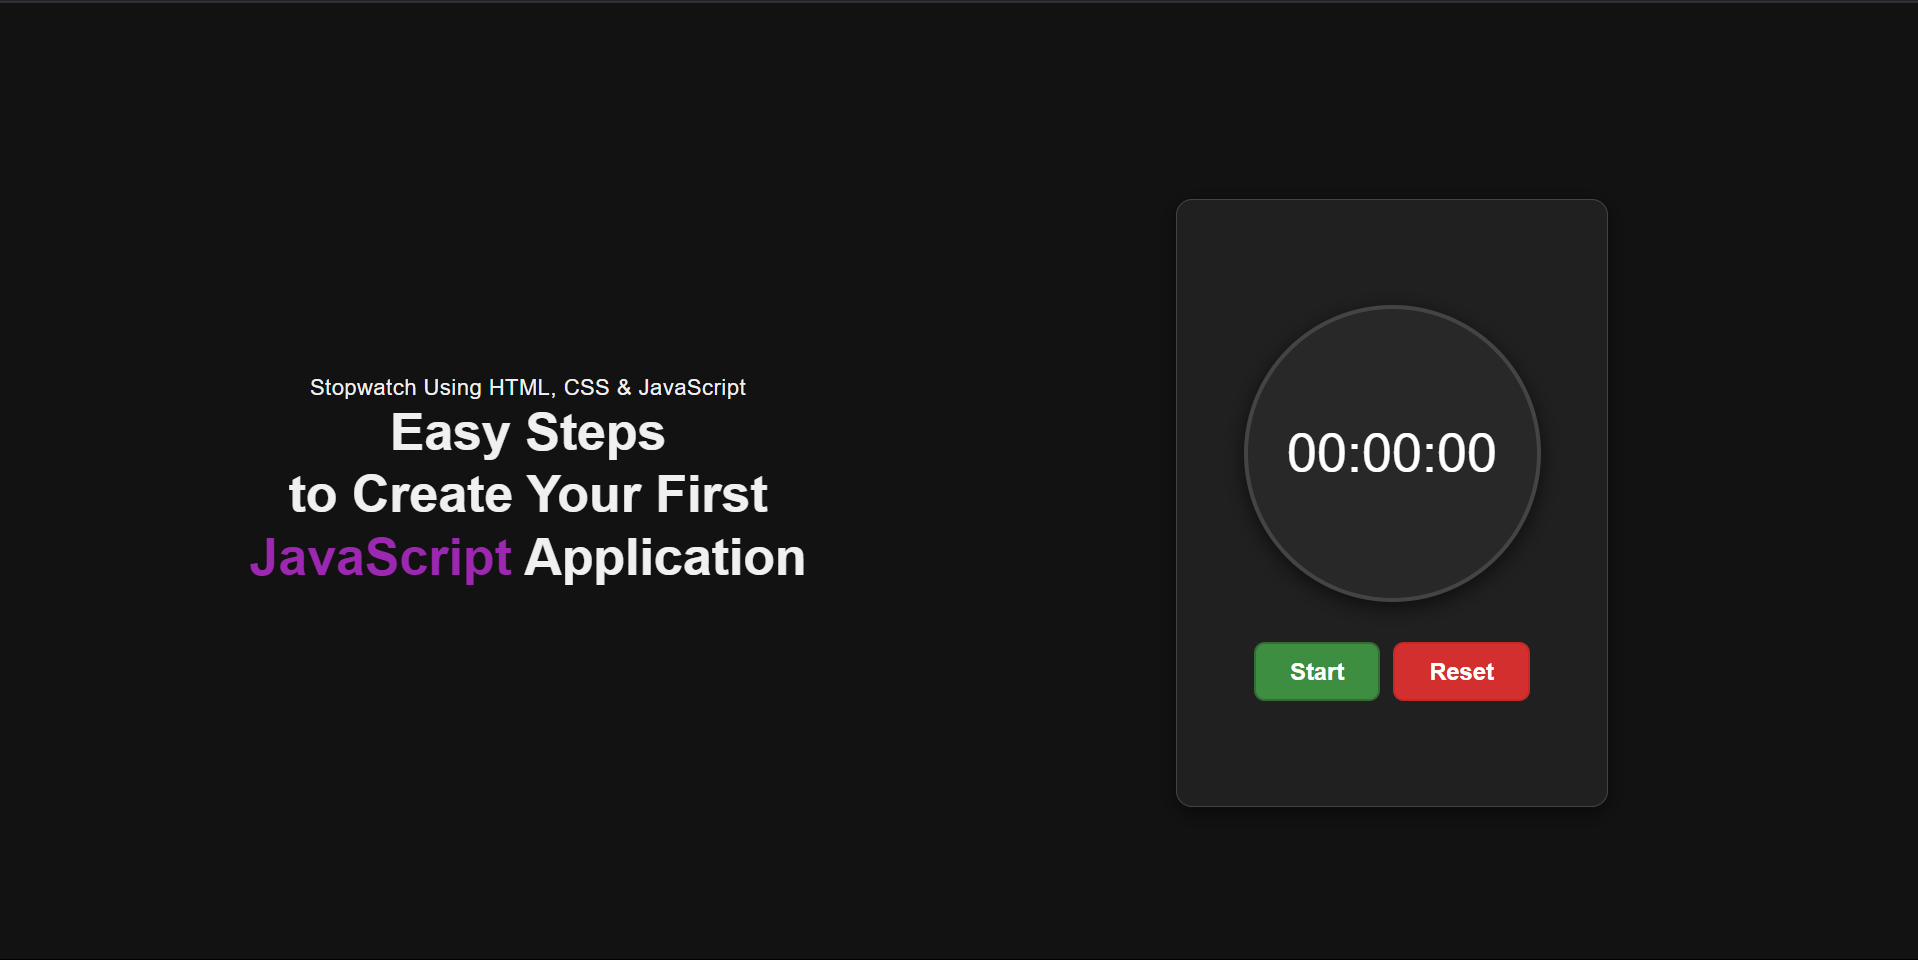 Stopwatch Using HTML, CSS & JavaScript
Easy Steps
to Create Your First
JavaScript Application
00:00:00
Start
Reset